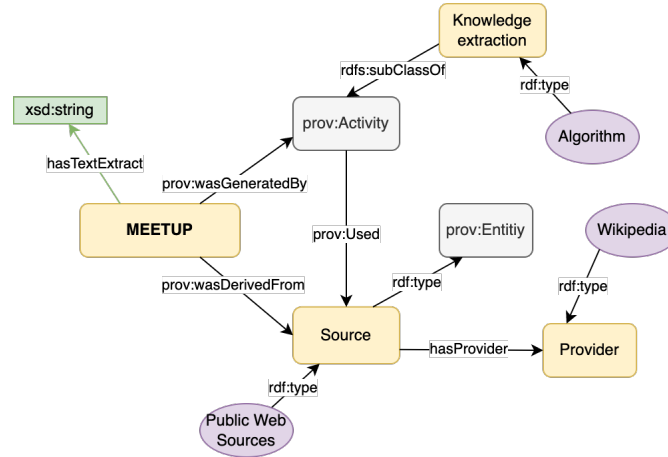 Knowledge
extraction
rdfs:subClassOf
rdf:type
xsd:string
prov:Activity
Algorithm
hasTextExtract
prov:wasGeneratedBy
MEETUP
prov:Used
prov:Entitiy
Wikipedia
prov:wasDerivedFrom
rdf:type
rdf:type
Source
hasProvider
Provider
rdf:type
Public Web
Sources